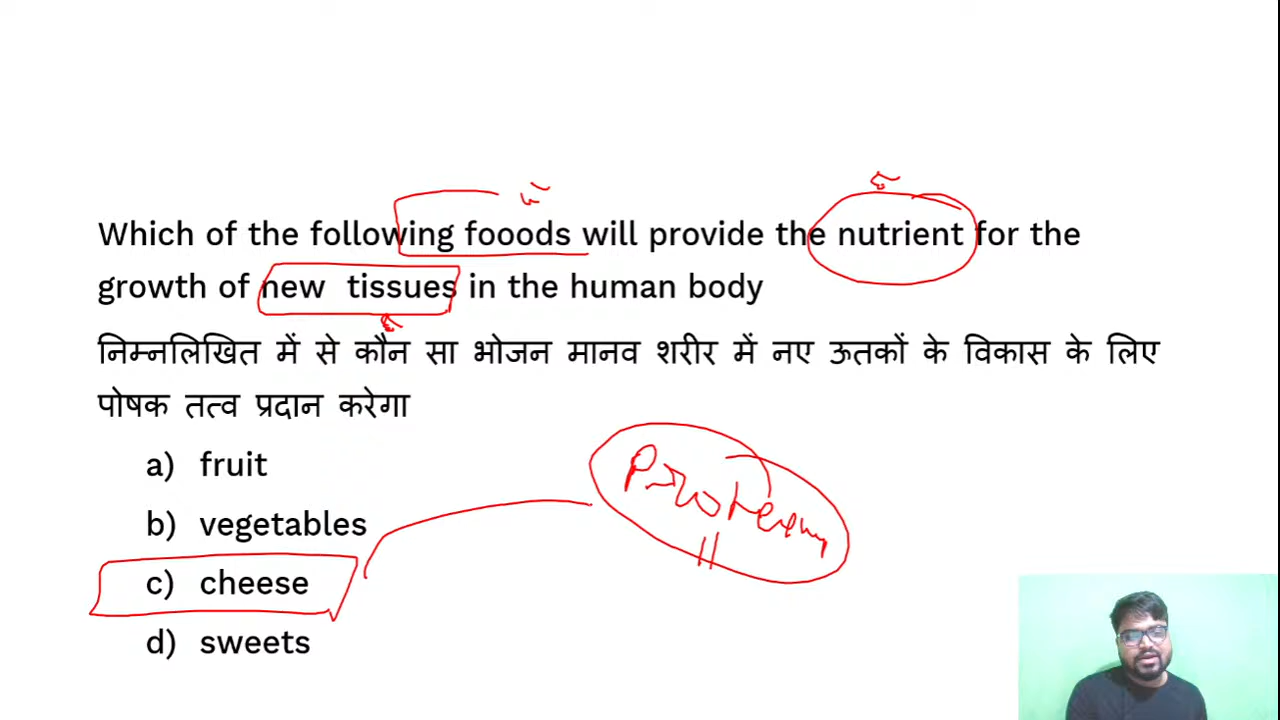 Which of the following fooods will provide the nutrient for the
growth of new tissues in the human body
निम्नलिखित में से कौन सा भोजन मानव शरीर में नए ऊतकों के विकास के लिए
पोषक तत्व प्रदान करेगा
a) fruit
b) vegetables
c) cheese
d) sweets